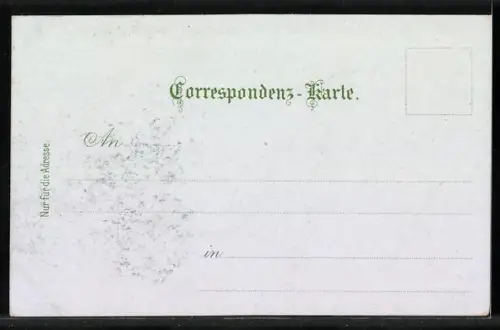 Correspondenz-Karte.
An
Nur für die Adresse.
in